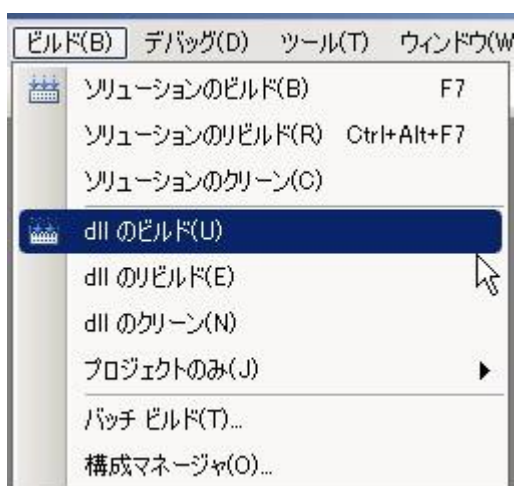 ビルド(B) デバッグ(D) ツール(T) ウィンドウ(W
ソリューションのビルド(B) F7
ソリューションのリビルド(R) Ctrl+Alt+F7
ソリューションのクリーン(C)
dll のビルド(U)
dll のリビルド(E)
dll のクリーン(N)
プロジェクトのみ(J)
バッチ ビルド(T)...
構成マネージャ(O)...